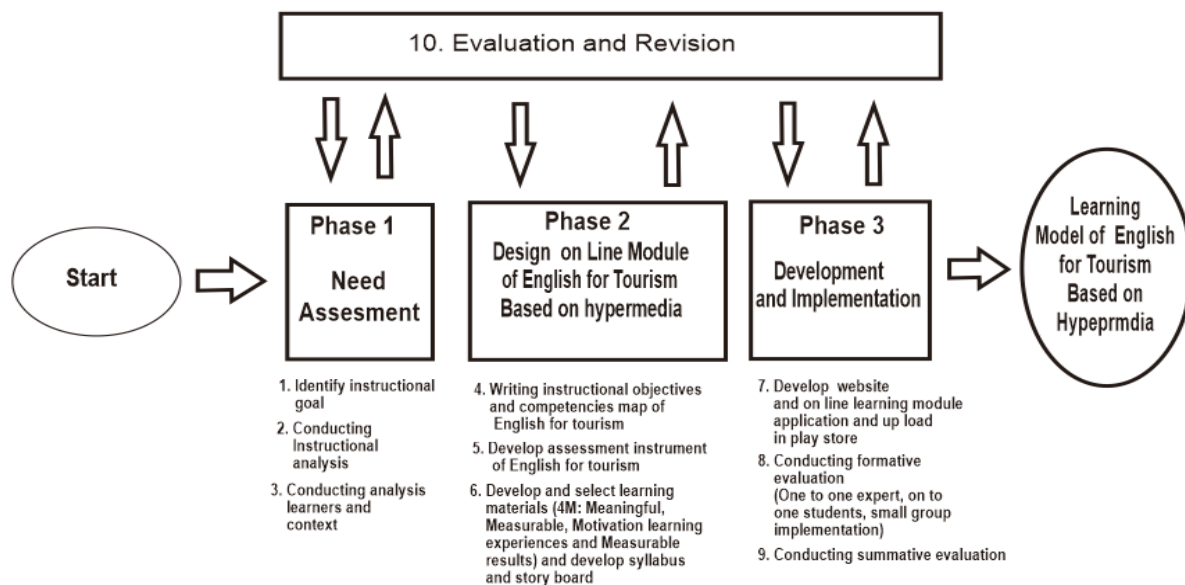 10. Evaluation and Revision
Start
Phase 1
Need
Assesment
1. Identify instructional
goal
2. Conducting
Instructional
analysis
3. Conducting analysis
learners and
context
Phase 2
Design on Line Module
of English for Tourism
Based on hypermedia
4. Writing instructional objectives
and competencies map of
English for tourism
5. Develop assessment instrument
of English for tourism
6. Develop and select learning
materials (4M: Meaningful,
Measurable, Motivation learning
experiences and Measurable
results) and develop syllabus
and story board
Phase 3
Development
and Implementation
7. Develop website
and on line learning module
application and up load
in play store
8. Conducting formative
evaluation
(One to one expert, on to
one students, small group
implementation)
9. Conducting summative evaluation
Learning
Model of English
for Tourism
Based on
Hypeprmdia